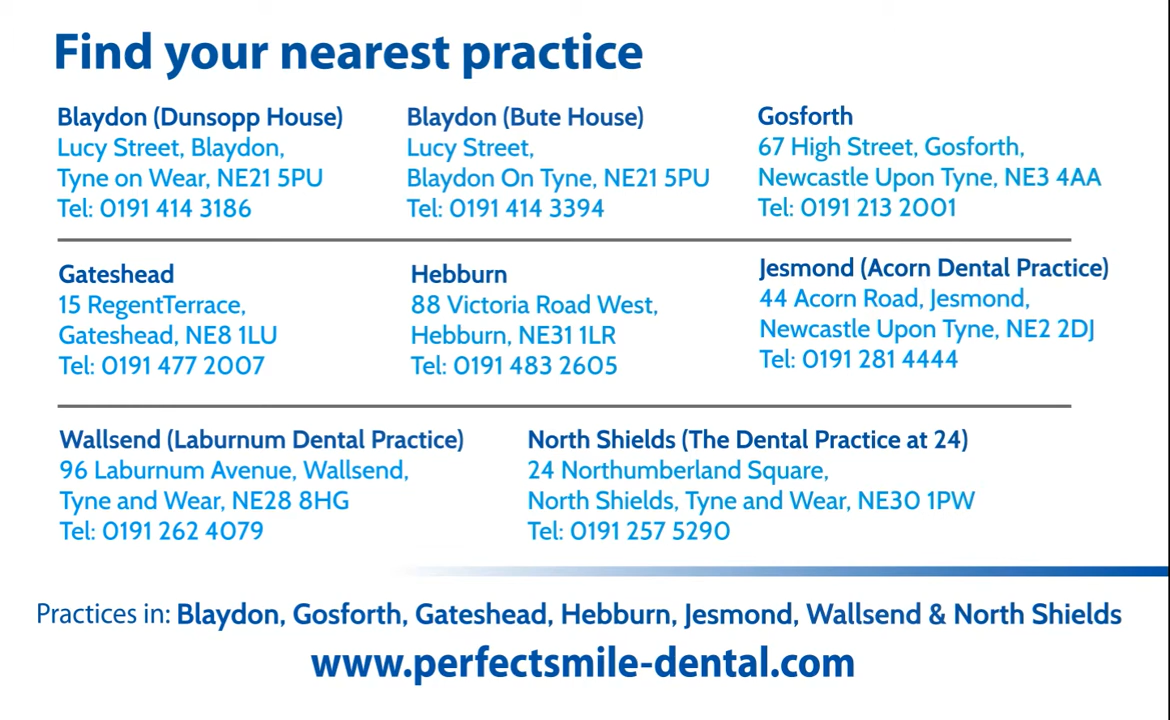 Find your nearest practice
Blaydon (Dunsopp House)
Lucy Street, Blaydon,
Tyne on Wear, NE21 5PU
Tel: 0191 414 3186
Blaydon (Bute House)
Lucy Street,
Blaydon On Tyne, NE21 5PU
Tel: 0191 414 3394
Gosforth
67 High Street, Gosforth,
Newcastle Upon Tyne, NE3 4AA
Tel: 0191 213 2001
Gateshead
15 RegentTerrace,
Gateshead, NE8 1LU
Tel: 0191 477 2007
Hebburn
88 Victoria Road West,
Hebburn, NE31 1LR
Tel: 0191 483 2605
Jesmond (Acorn Dental Practice)
44 Acorn Road, Jesmond,
Newcastle Upon Tyne, NE2 2DJ
Tel: 0191 281 4444
Wallsend (Laburnum Dental Practice)
96 Laburnum Avenue, Wallsend,
Tyne and Wear, NE28 8HG
Tel: 0191 262 4079
North Shields (The Dental Practice at 24)
24 Northumberland Square,
North Shields, Tyne and Wear, NE30 1PW
Tel: 0191 257 5290
Practices in: Blaydon, Gosforth, Gateshead, Hebburn, Jesmond, Wallsend & North Shields
www.perfectsmile-dental.com